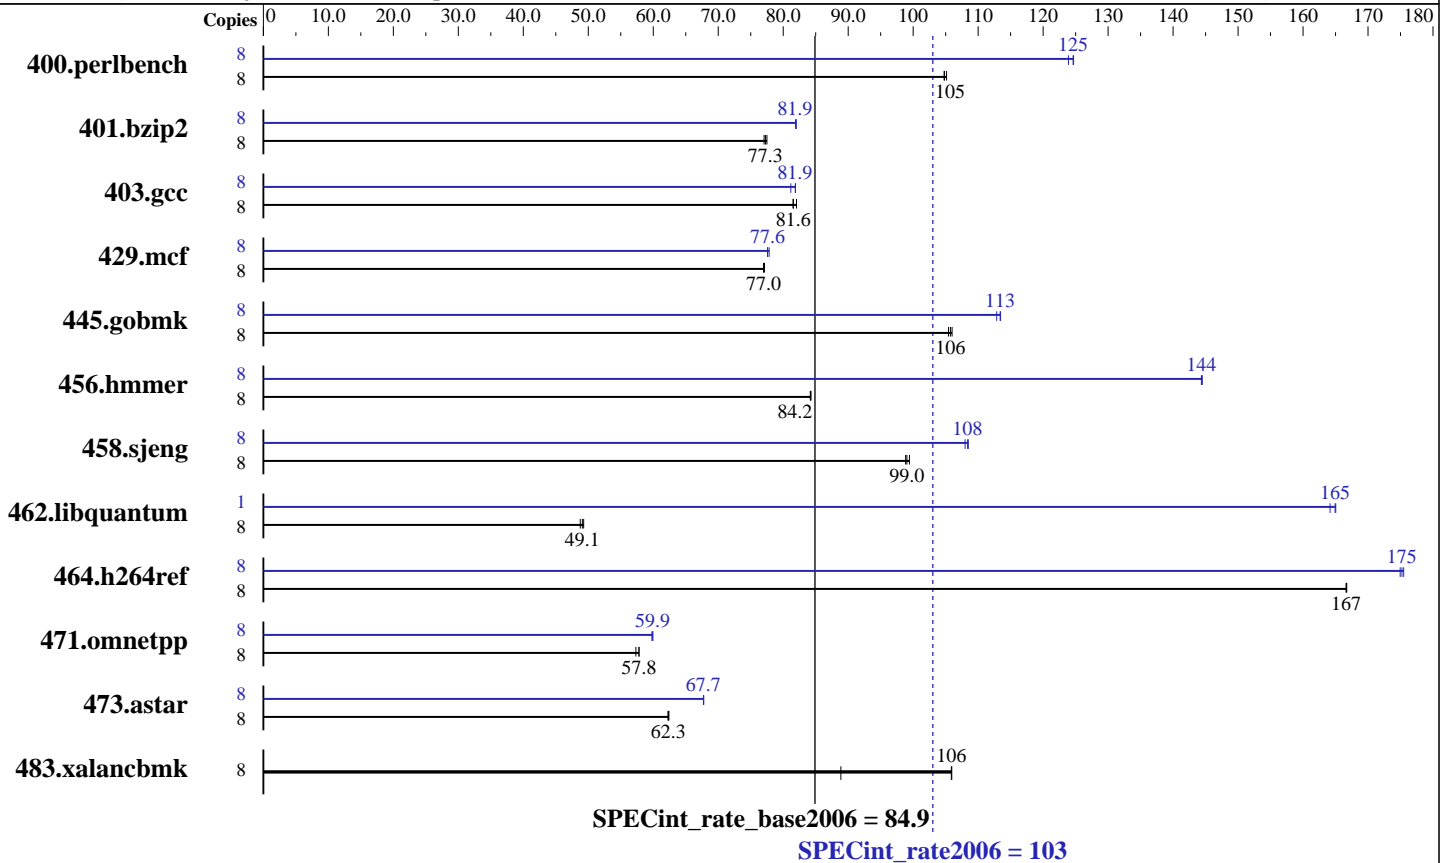 Copies 0 10.0 20.0 30.0 40.0 50.0 60.0 70.0 80.0 90.0 100 110 120 130 140 150 160 170 180
400.perlbench 8 125
8 105
401.bzip2 8 81.9
8 77.3
403.gcc 8 81.9
8 81.6
429.mcf 8 77.6
8 77.0
445.gobmk 8 113
8 106
456.hmmer 8 144
8 84.2
458.sjeng 8 108
8 99.0
462.libquantum 1 165
8 49.1
464.h264ref 8 175
8 167
471.omnetpp 8 59.9
8 57.8
473.astar 8 67.7
8 62.3
483.xalancbmk 8 106
SPECint_rate_base2006 = 84.9
SPECint_rate2006 = 103